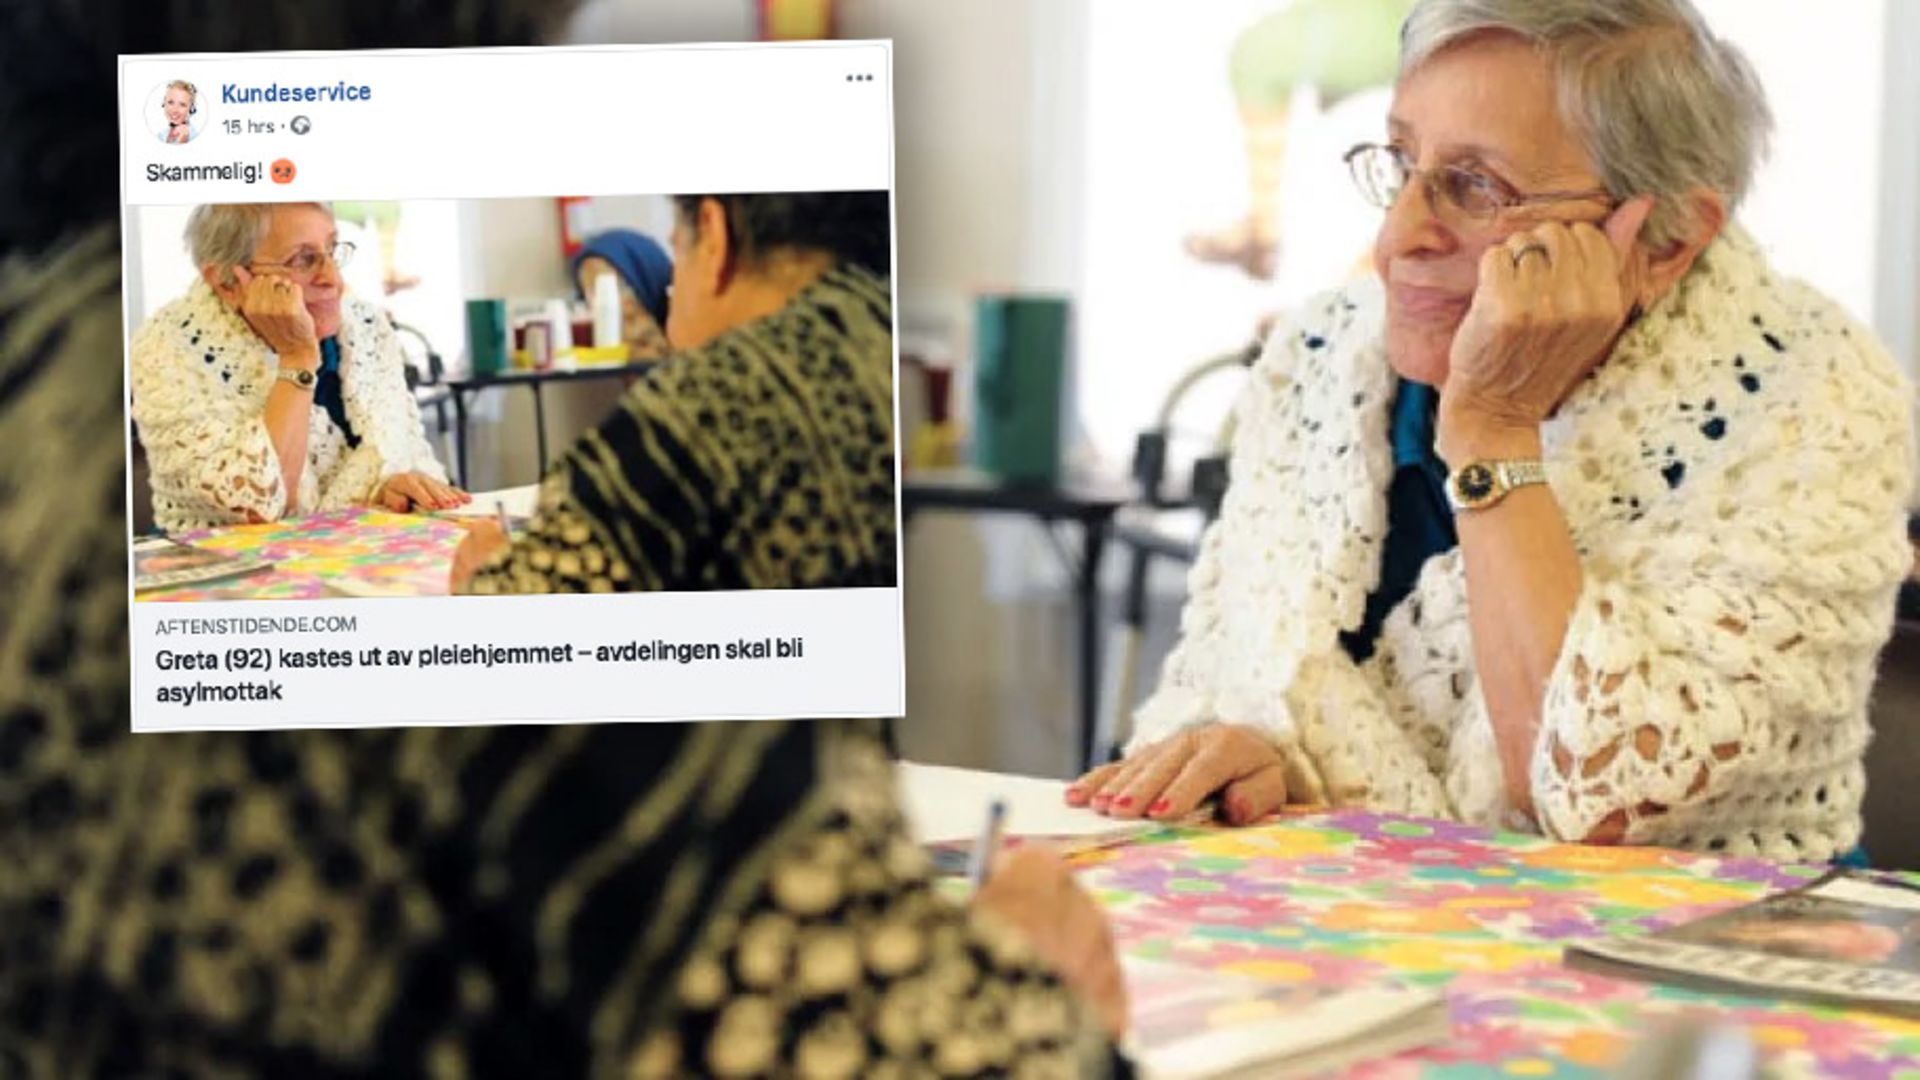 Kundeservice
15 hrs ·
Skammelig! 😡
AFTENSTIDENDE.COM
Greta (92) kastes ut av pleiehjemmet – avdelingen skal bli
asylmottak